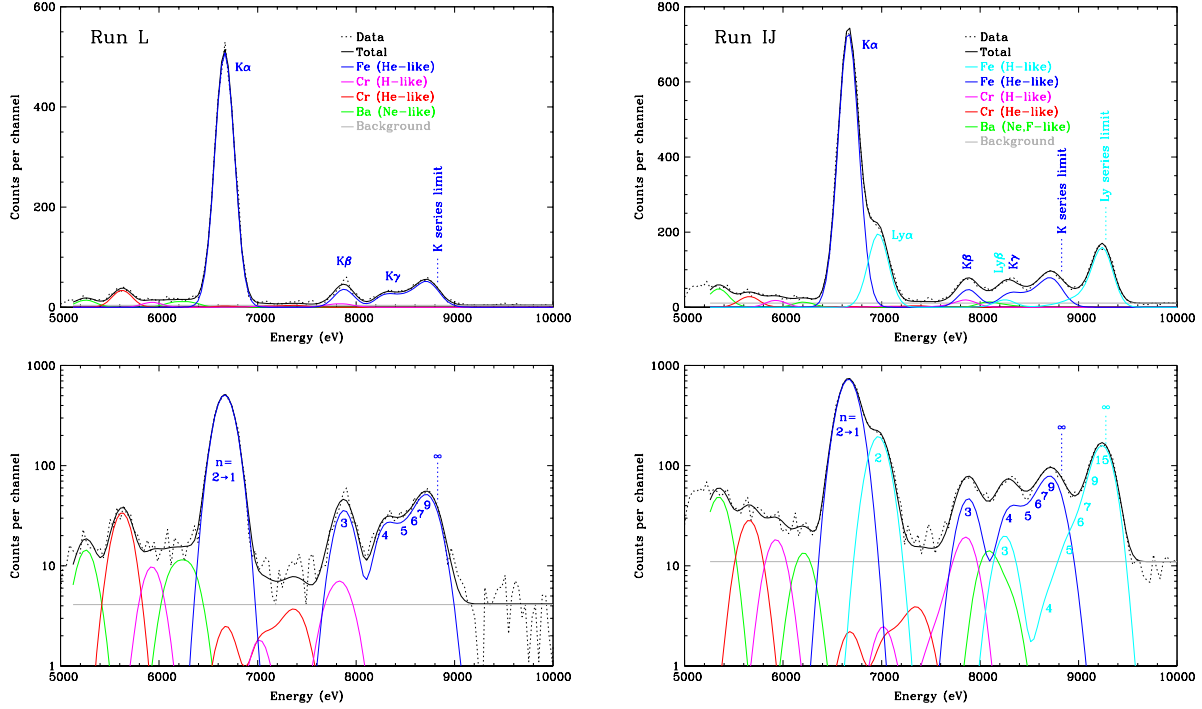 600
400
200
0
Counts per channel
Run L
Data
Total
Fe (He-like)
Cr (H-like)
Cr (He-like)
Ba (Ne-like)
Background
Kα
Kβ
Kγ
K series limit
5000 6000 7000 8000 9000 10000
Energy (eV)
800
600
400
200
0
Counts per channel
Run IJ
Data
Total
Fe (H-like)
Fe (He-like)
Cr (H-like)
Cr (He-like)
Ba (Ne,F-like)
Background
Kα
Lyα
Kβ
Lyβ
Kγ
K series limit
Ly series limit
5000 6000 7000 8000 9000 10000
Energy (eV)
1000
100
10
1
Counts per channel
n=
2→1
3
4
5
6
7
9
∞
5000 6000 7000 8000 9000 10000
Energy (eV)
1000
100
10
1
Counts per channel
n=
2→1
2
3
4
5
6
7
9
∞
3
4
5
6
7
9
15
∞
5000 6000 7000 8000 9000 10000
Energy (eV)